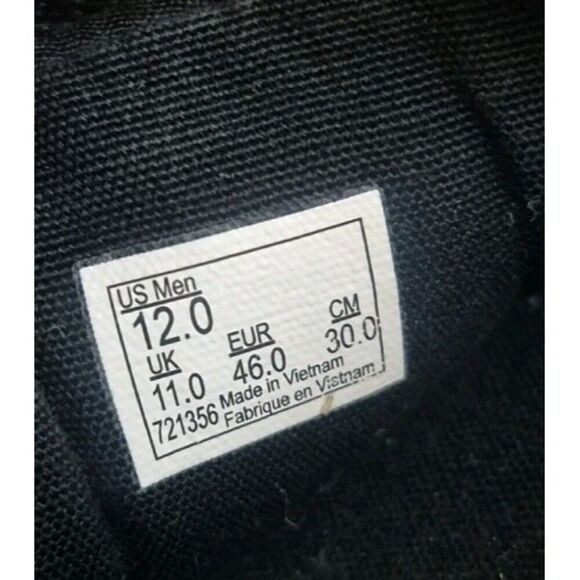 US Men
12.0
UK EUR CM
11.0 46.0 30.0
721356 Made in Vietnam
Fabrique en Vietnam